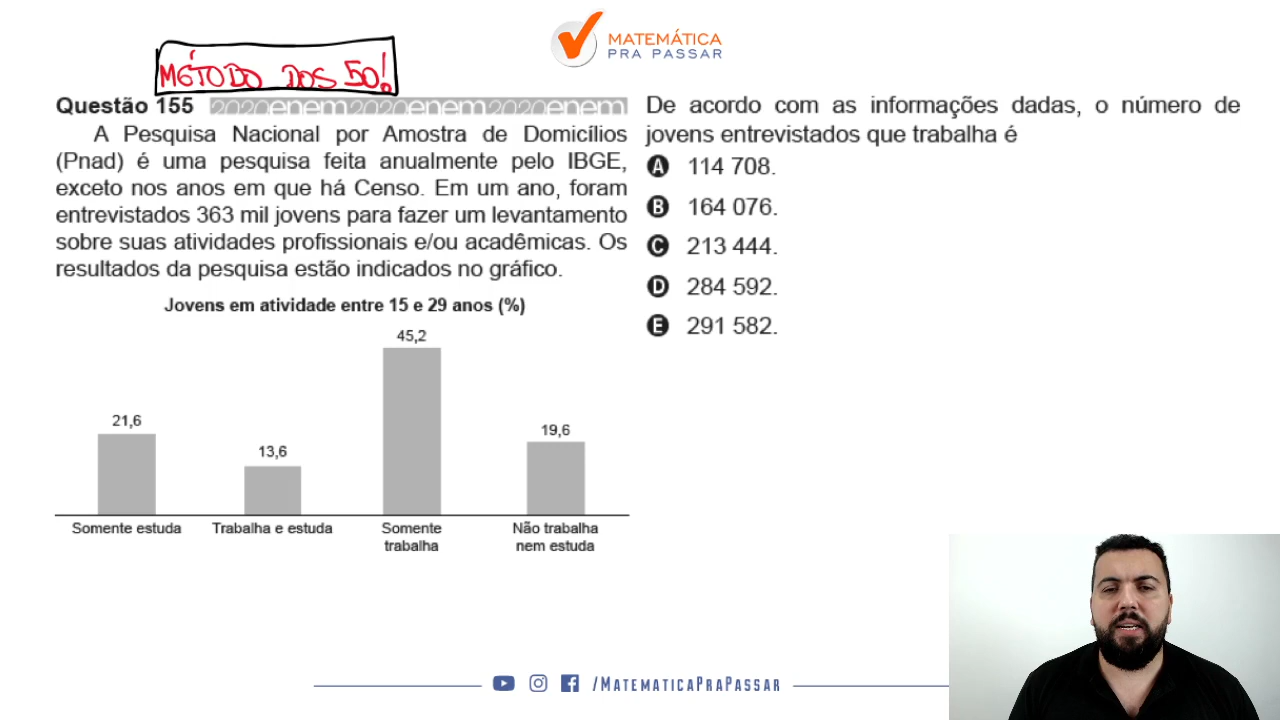 MATEMÁTICA
PRA PASSAR
MÉTODO DOS 50!
Questão 155 2020enem2020enem2020enem
A Pesquisa Nacional por Amostra de Domicílios
(Pnad) é uma pesquisa feita anualmente pelo IBGE,
exceto nos anos em que há Censo. Em um ano, foram
entrevistados 363 mil jovens para fazer um levantamento
sobre suas atividades profissionais e/ou acadêmicas. Os
resultados da pesquisa estão indicados no gráfico.
Jovens em atividade entre 15 e 29 anos (%)
45,2
21,6
13,6
19,6
Somente estuda
Trabalha e estuda
Somente
trabalha
Não trabalha
nem estuda
De acordo com as informações dadas, o número de
jovens entrevistados que trabalha é
A 114 708.
B 164 076.
C 213 444.
D 284 592.
E 291 582.
/MATEMATICAPRAPASSAR